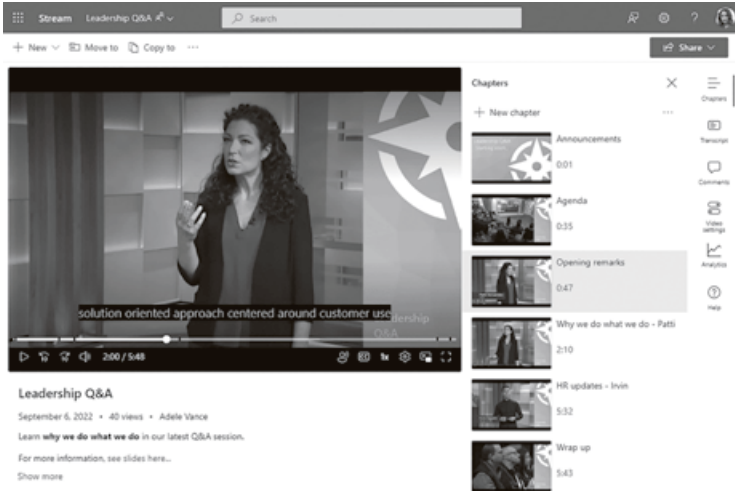 Stream Leadership Q&A Search
New Move to Copy to Share
Chapters
New chapter
Announcements
0:01
Agenda
0:35
Opening remarks
0:47
Why we do what we do - Patti
2:10
HR updates - Irvin
5:32
Wrap up
5:43
Chapters
Transcript
Comments
Video
settings
Analytics
Help
solution oriented approach centered around customer use
dership
Q&A
2:00 / 5:48 1x
Leadership Q&A
September 6, 2022 • 40 views • Adele Vance
Learn why we do what we do in our latest Q&A session.
For more information, see slides here...
Show more